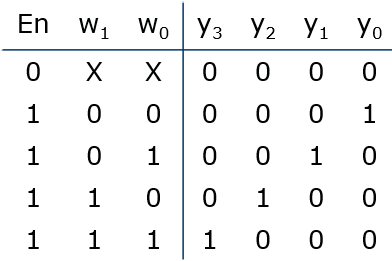 En w₁ w₀ y₃ y₂ y₁ y₀
0 X X 0 0 0 0
1 0 0 0 0 0 1
1 0 1 0 0 1 0
1 1 0 0 1 0 0
1 1 1 1 0 0 0